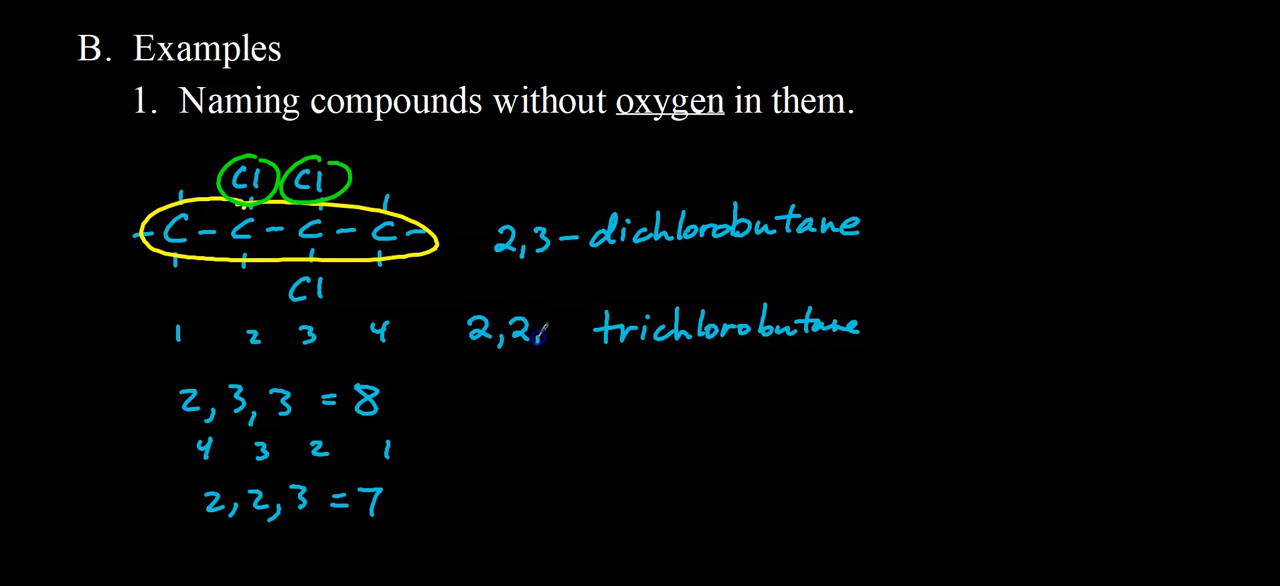 B. Examples
1. Naming compounds without oxygen in them.
Cl Cl
- C - C - C - C -
2,3-dichlorobutane
Cl
1 2 3 4
2,2, trichlorobutane
2, 3, 3 = 8
4 3 2 1
2, 2, 3 = 7